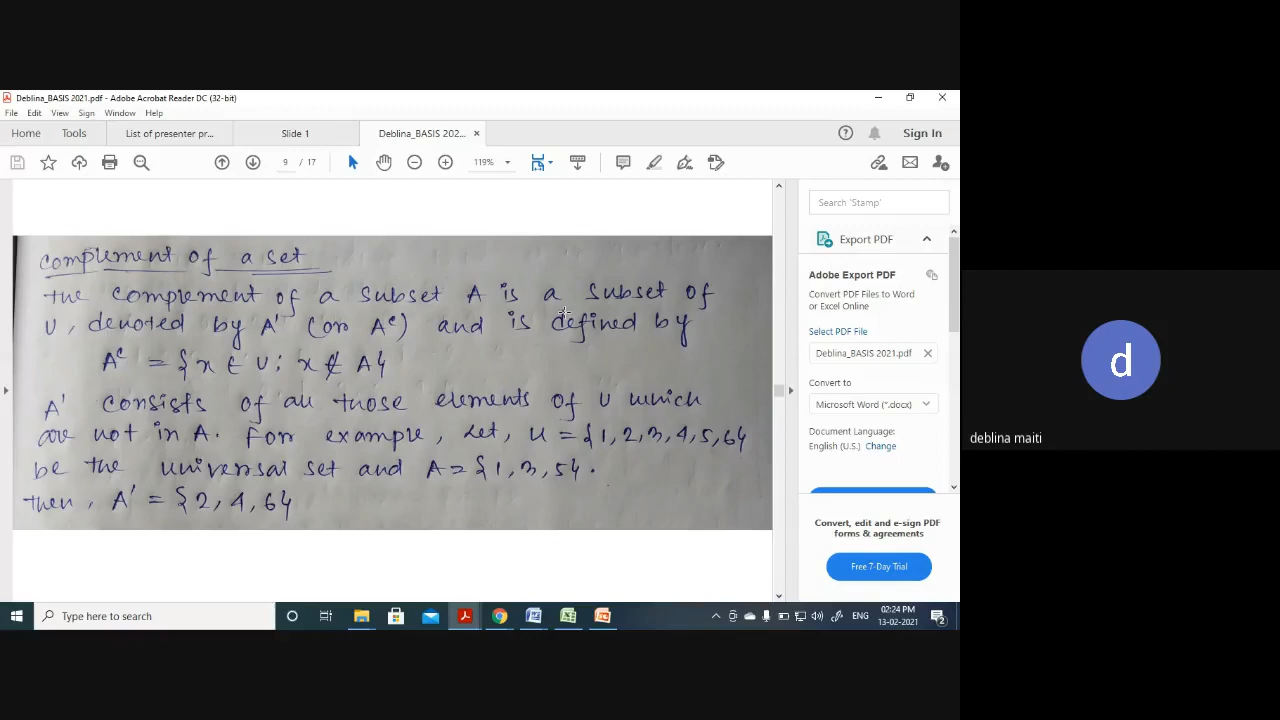 Deblina_BASIS 2021.pdf - Adobe Acrobat Reader DC (32-bit)
File Edit View Sign Window Help
Home Tools List of presenter pr... Slide 1 Deblina_BASIS 202... × Sign In
9 / 17 119%
Search 'Stamp'
Export PDF
Adobe Export PDF
Convert PDF Files to Word
or Excel Online
Select PDF File
Deblina_BASIS 2021.pdf
Convert to
Microsoft Word (*.docx)
Document Language:
English (U.S.) Change
Convert, edit and e-sign PDF
forms & agreements
Free 7-Day Trial
Complement of a set
The complement of a subset A is a subset of
U, denoted by A' (or Aᶜ) and is defined by
Aᶜ = {x ∈ U: x ∉ A}
A' consists of all those elements of U which
are not in A. For example, Let, U = {1, 2, 3, 4, 5, 6}
be the universal set and A = {1, 3, 5}.
then, A' = {2, 4, 6}
d
deblina maiti
Type here to search
ENG
02:24 PM
13-02-2021
2